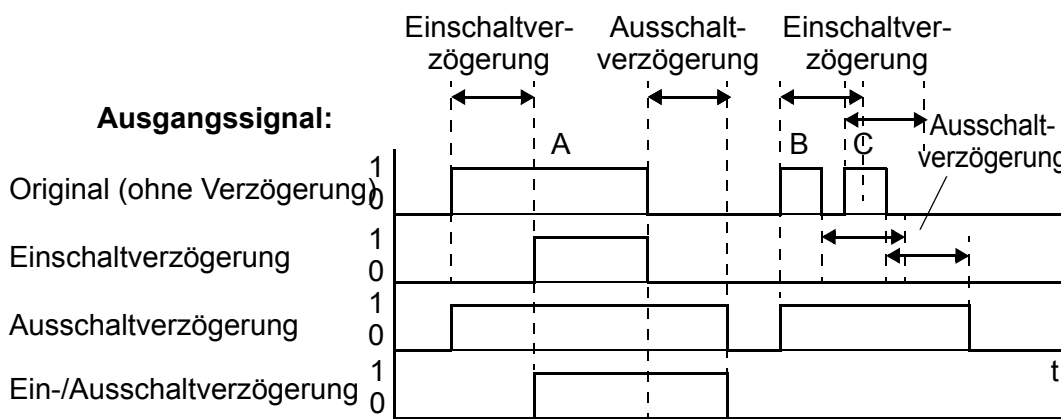 Einschaltver-
zögerung
Ausschalt-
verzögerung
Einschaltver-
zögerung
Ausgangssignal:
Ausschalt-
verzögerung
A
B
C
Original (ohne Verzögerung)
1
0
Einschaltverzögerung
1
0
Ausschaltverzögerung
1
0
Ein-/Ausschaltverzögerung
1
0
t